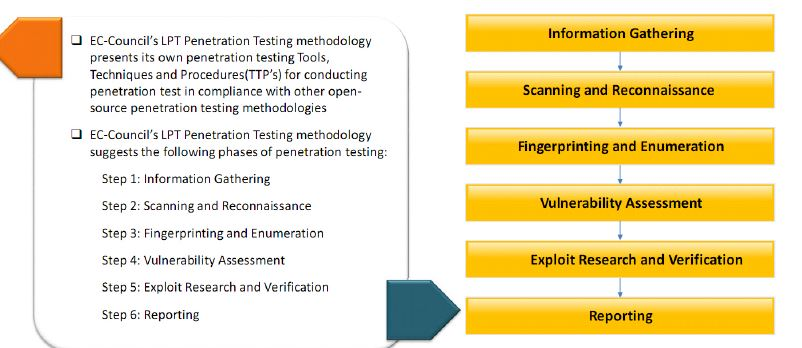 ❑ EC-Council's LPT Penetration Testing methodology
presents its own penetration testing Tools,
Techniques and Procedures(TTP's) for conducting
penetration test in compliance with other open-
source penetration testing methodologies
❑ EC-Council's LPT Penetration Testing methodology
suggests the following phases of penetration testing:
Step 1: Information Gathering
Step 2: Scanning and Reconnaissance
Step 3: Fingerprinting and Enumeration
Step 4: Vulnerability Assessment
Step 5: Exploit Research and Verification
Step 6: Reporting
Information Gathering
Scanning and Reconnaissance
Fingerprinting and Enumeration
Vulnerability Assessment
Exploit Research and Verification
Reporting